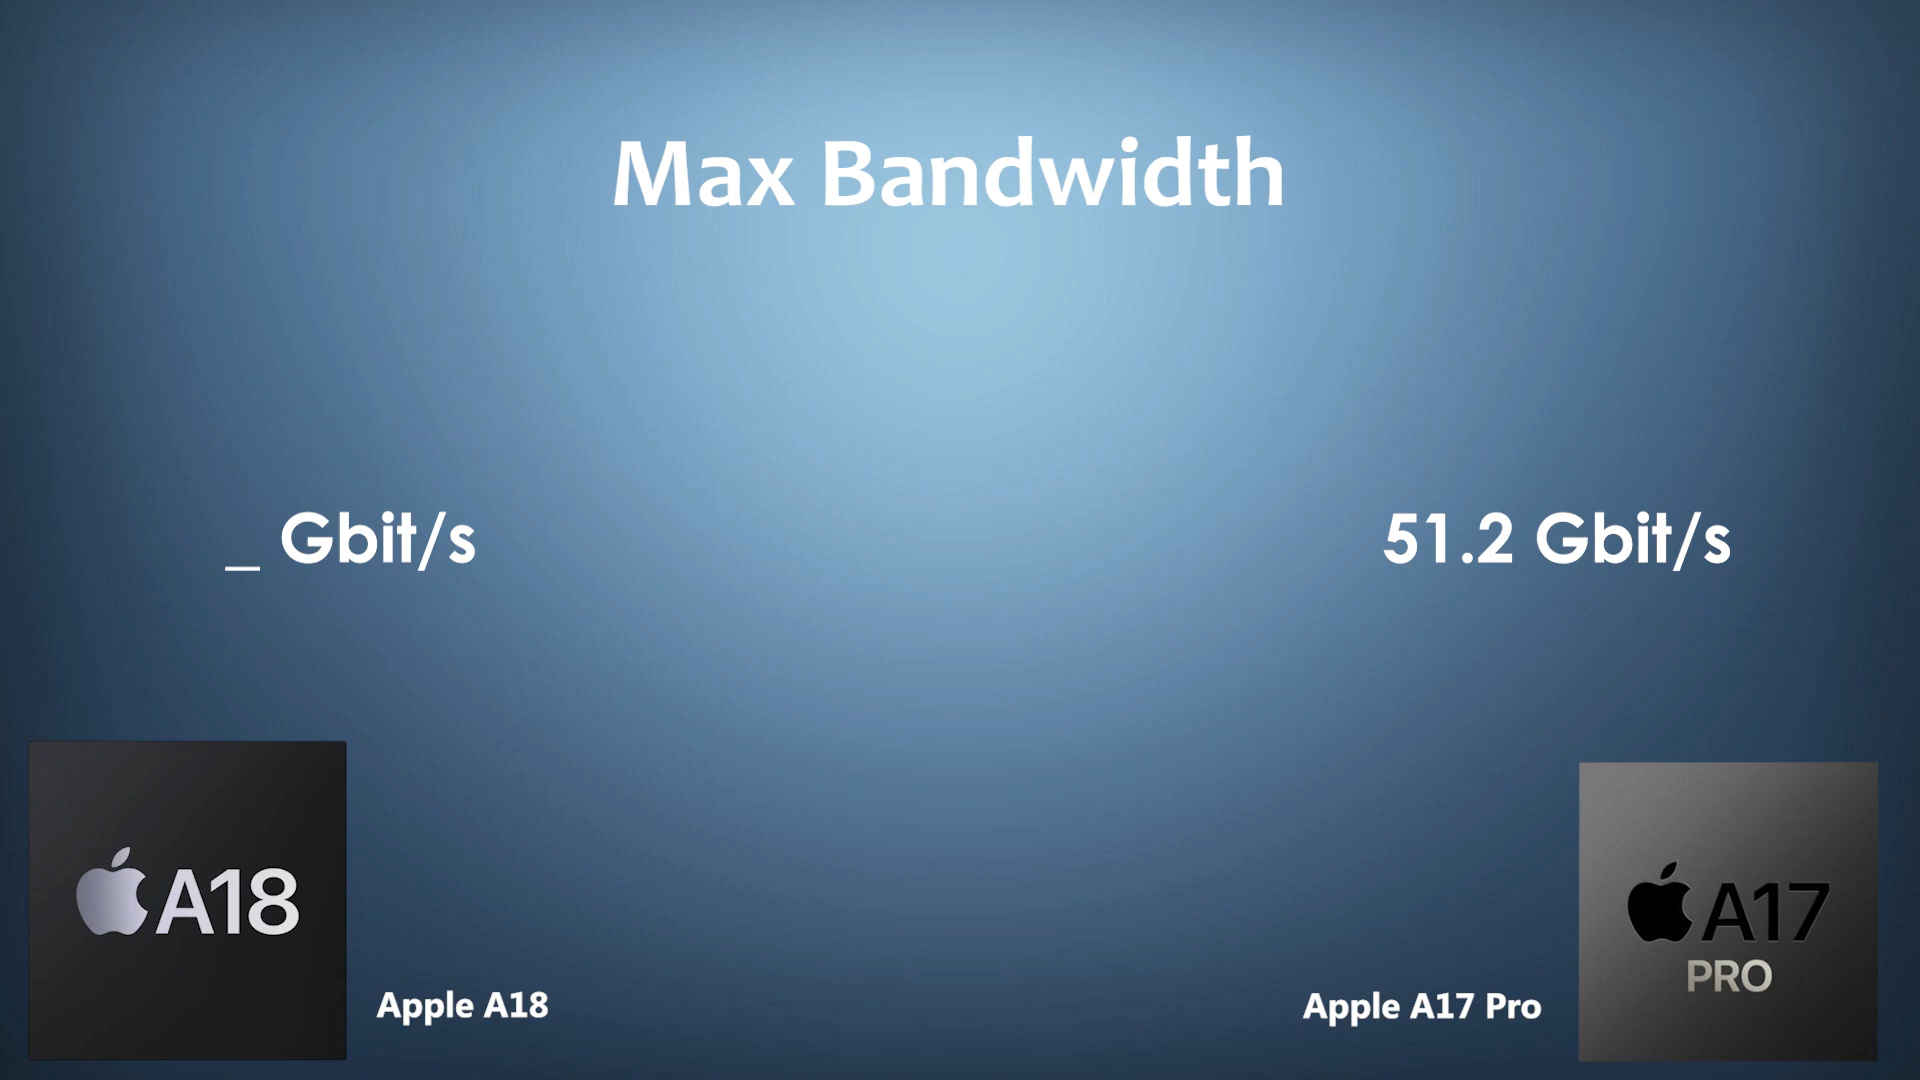 Max Bandwidth
_ Gbit/s
51.2 Gbit/s
A18
Apple A18
A17
PRO
Apple A17 Pro